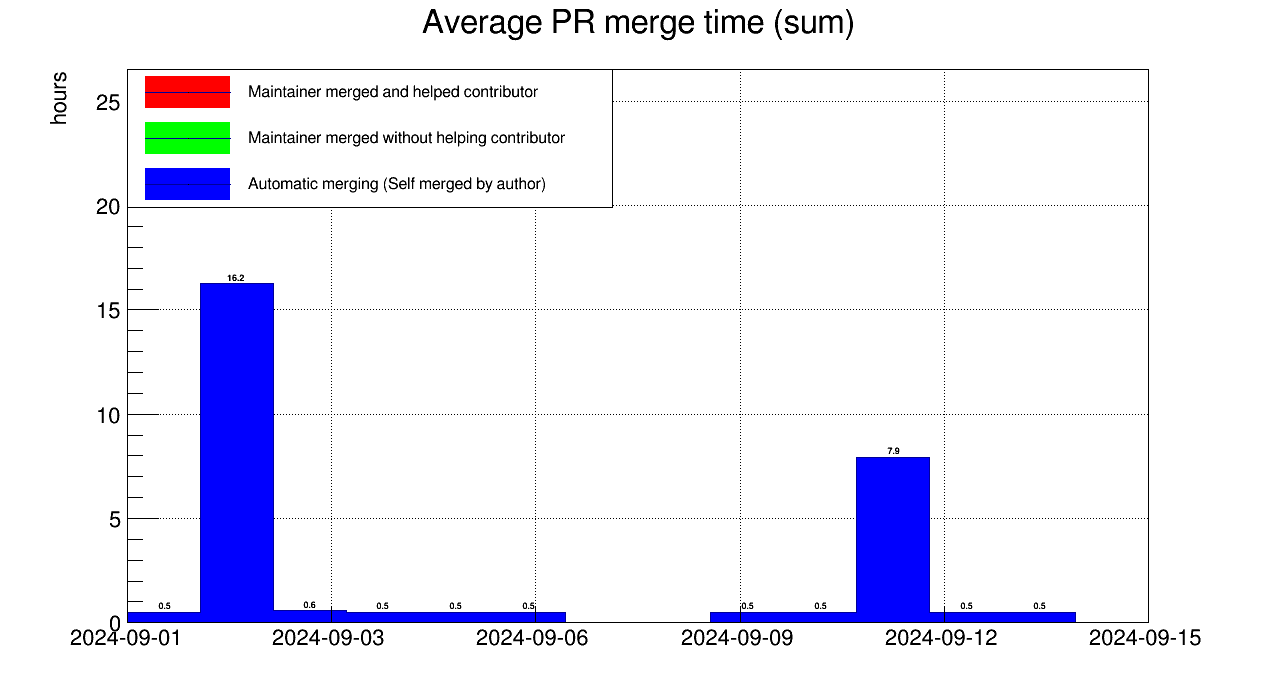 Average PR merge time (sum)
hours
Maintainer merged and helped contributor
Maintainer merged without helping contributor
Automatic merging (Self merged by author)
25
20
15
10
5
0
16.2
7.9
0.5 0.6 0.5 0.5 0.5 0.5 0.5 0.5 0.5
2024-09-01 2024-09-03 2024-09-06 2024-09-09 2024-09-12 2024-09-15